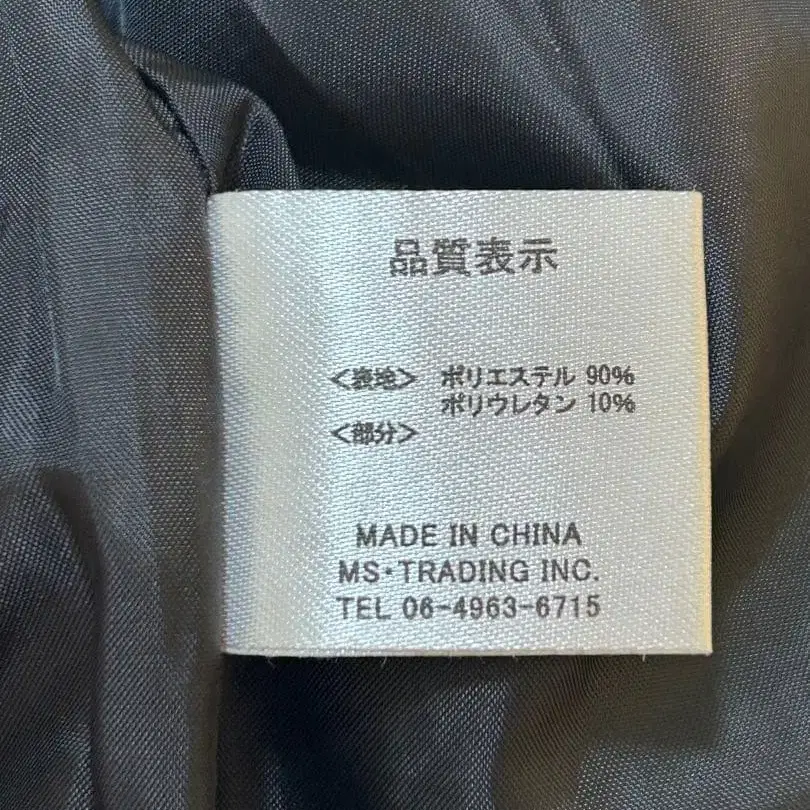 品質表示
<表地> ポリエステル 90%
ポリウレタン 10%
<部分>
MADE IN CHINA
MS・TRADING INC.
TEL 06-4963-6715